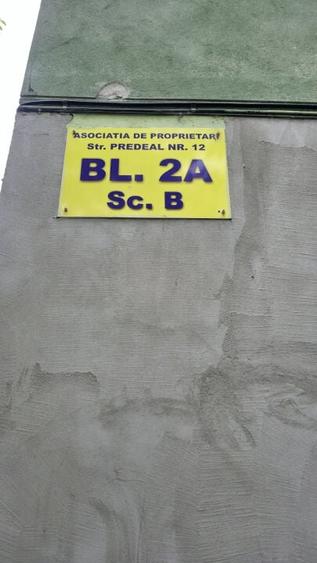 ASOCIATIA DE PROPRIETARI
Str. PREDEAL NR. 12
BL. 2A
Sc. B